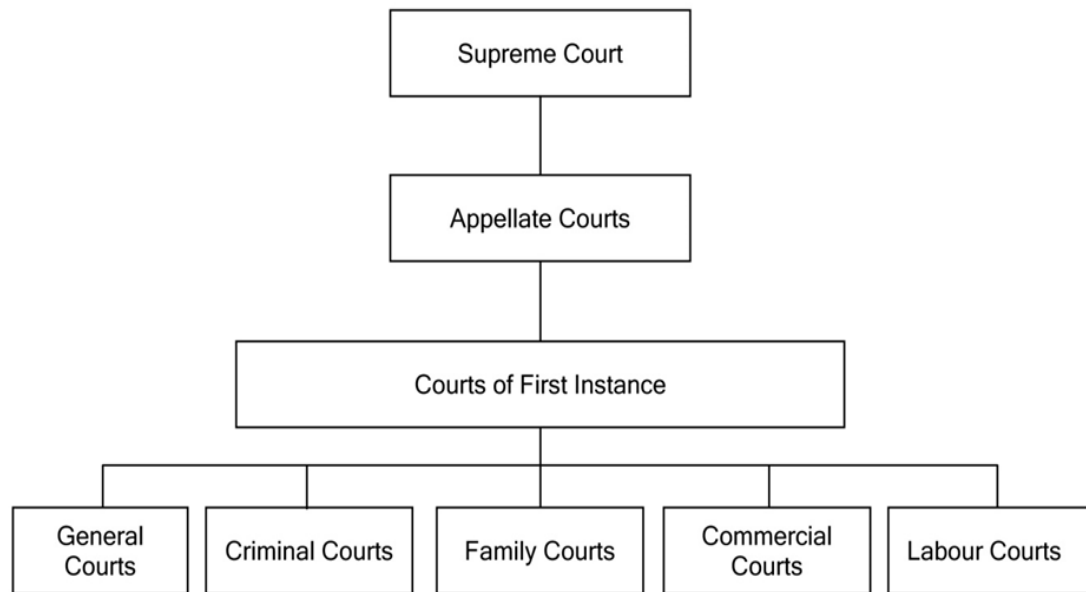 Supreme Court
Appellate Courts
Courts of First Instance
General
Courts
Criminal Courts
Family Courts
Commercial
Courts
Labour Courts